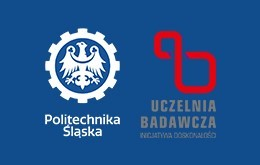 Politechnika
Śląska
UCZELNIA
BADAWCZA
INICJATYWA DOSKONAŁOŚCI